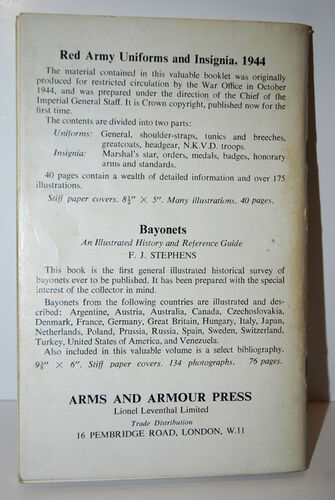 Red Army Uniforms and Insignia, 1944
The material contained in this valuable booklet was originally
produced for restricted circulation by the War Office in October
1944, and was prepared under the direction of the Chief of the
Imperial General Staff. It is Crown copyright, published now for the
first time.
The contents are divided into two parts:
Uniforms: General, shoulder-straps, tunics and breeches,
greatcoats, headgear, N.K.V.D. troops.
Insignia: Marshal's star, orders, medals, badges, honorary
arms and standards.
40 pages contain a wealth of detailed information and over 175
illustrations.
Stiff paper covers. 8½" × 5". Many illustrations. 40 pages.
Bayonets
An Illustrated History and Reference Guide
F. J. STEPHENS
This book is the first general illustrated historical survey of
bayonets ever to be published. It has been prepared with the special
interest of the collector in mind.
Bayonets from the following countries are illustrated and des-
cribed: Argentine, Austria, Australia, Canada, Czechoslovakia,
Denmark, France, Germany, Great Britain, Hungary, Italy, Japan,
Netherlands, Poland, Prussia, Russia, Spain, Sweden, Switzerland,
Turkey, United States of America, and Venezuela.
Also included in this valuable volume is a select bibliography.
9¾" × 6". Stiff paper covers. 134 photographs. 76 pages.
ARMS AND ARMOUR PRESS
Lionel Leventhal Limited
Trade Distribution
16 PEMBRIDGE ROAD, LONDON, W.11